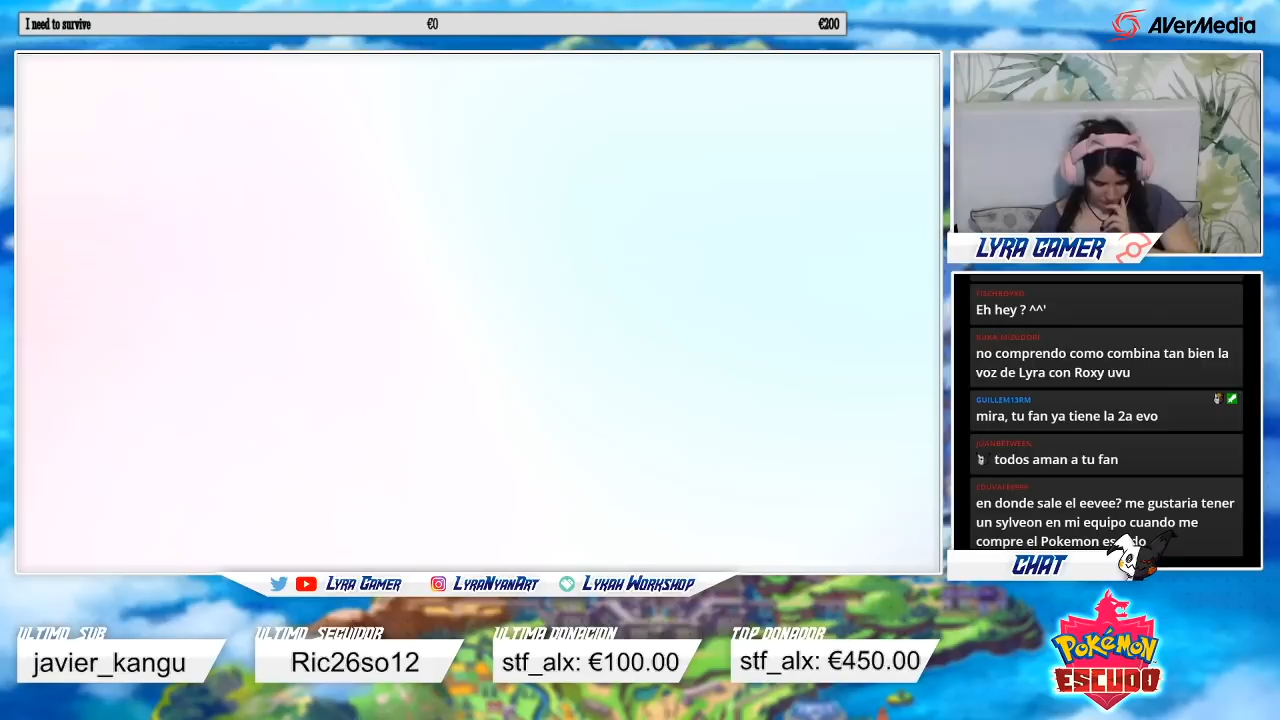 I need to survive €0 €200
AVerMedia
LYRA GAMER
Eh hey ? ^^'
no comprendo como combina tan bien la
voz de Lyra con Roxy uvu
GUILLEM13RM
mira, tu fan ya tiene la 2a evo
JUANBETWEEN
todos aman a tu fan
en donde sale el eevee? me gustaria tener
un sylveon en mi equipo cuando me
compre el Pokemon
CHAT
LYRA GAMER LYRANYANART LYRAH WORKSHOP
ULTIMO SUB ULTIMO SEGUIDOR ULTIMA DONACION TOP DONADOR
javier_kangu Ric26so12 stf_alx: €100.00 stf_alx: €450.00
POKÉMON
ESCUDO